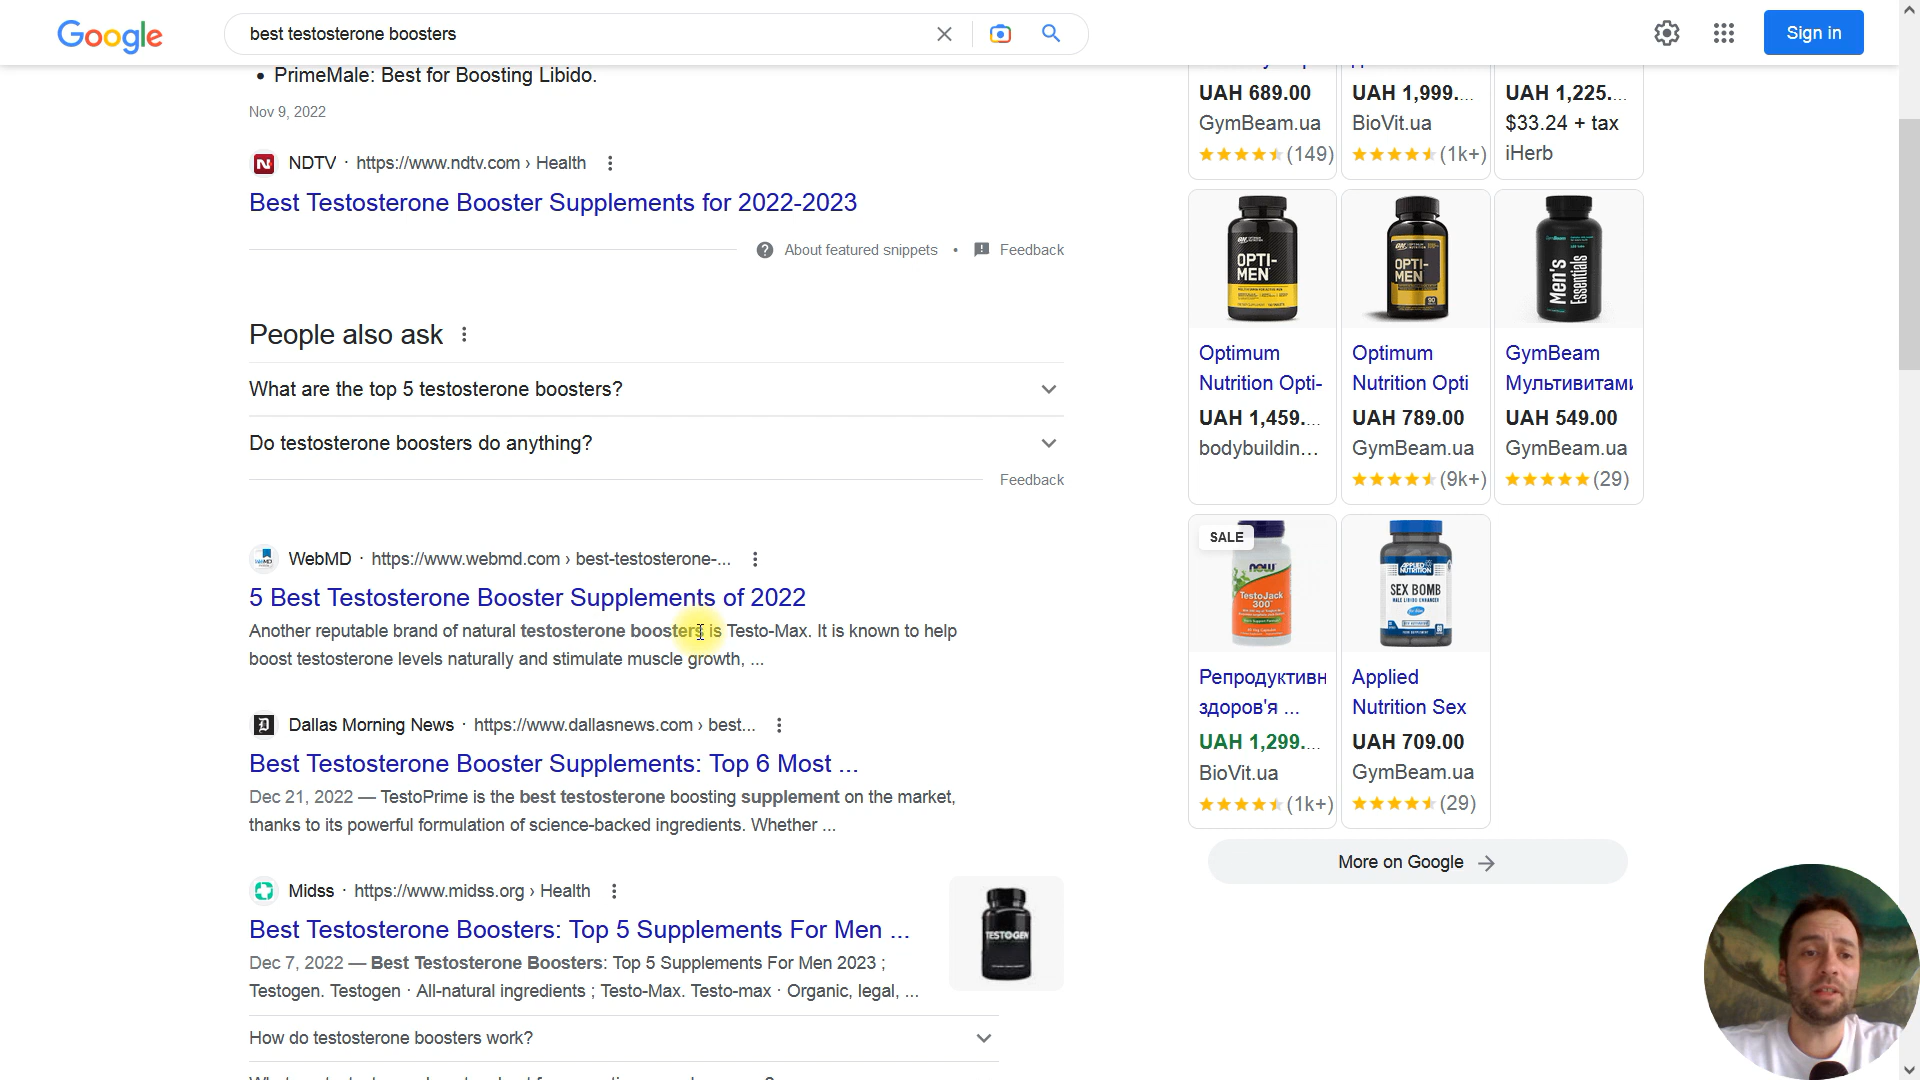 Google
best testosterone boosters
Sign in
PrimeMale: Best for Boosting Libido.
Nov 9, 2022
NDTV · https://www.ndtv.com › Health
Best Testosterone Booster Supplements for 2022-2023
About featured snippets • Feedback
People also ask
What are the top 5 testosterone boosters?
Do testosterone boosters do anything?
Feedback
WebMD · https://www.webmd.com › best-testosterone-...
5 Best Testosterone Booster Supplements of 2022
Another reputable brand of natural testosterone boosters is Testo-Max. It is known to help
boost testosterone levels naturally and stimulate muscle growth, ...
Dallas Morning News · https://www.dallasnews.com › best...
Best Testosterone Booster Supplements: Top 6 Most ...
Dec 21, 2022 — TestoPrime is the best testosterone boosting supplement on the market,
thanks to its powerful formulation of science-backed ingredients. Whether ...
Midss · https://www.midss.org › Health
Best Testosterone Boosters: Top 5 Supplements For Men ...
Dec 7, 2022 — Best Testosterone Boosters: Top 5 Supplements For Men 2023 ;
Testogen. Testogen · All-natural ingredients ; Testo-Max. Testo-max · Organic, legal, ...
TESTOGEN
How do testosterone boosters work?
UAH 689.00
GymBeam.ua
(149)
UAH 1,999....
BioVit.ua
(1k+)
UAH 1,225....
$33.24 + tax
iHerb
OPTI-
MEN
Optimum
Nutrition Opti-
UAH 1,459....
bodybuildin...
OPTI-
MEN
Optimum
Nutrition Opti
UAH 789.00
GymBeam.ua
(9k+)
Men's
Essentials
GymBeam
Мультивитами
UAH 549.00
GymBeam.ua
(29)
SALE
now
TestoJack
300
Репродуктивн
здоров'я ...
UAH 1,299....
BioVit.ua
(1k+)
APPLIED
NUTRITION
SEX BOMB
Applied
Nutrition Sex
UAH 709.00
GymBeam.ua
(29)
More on Google